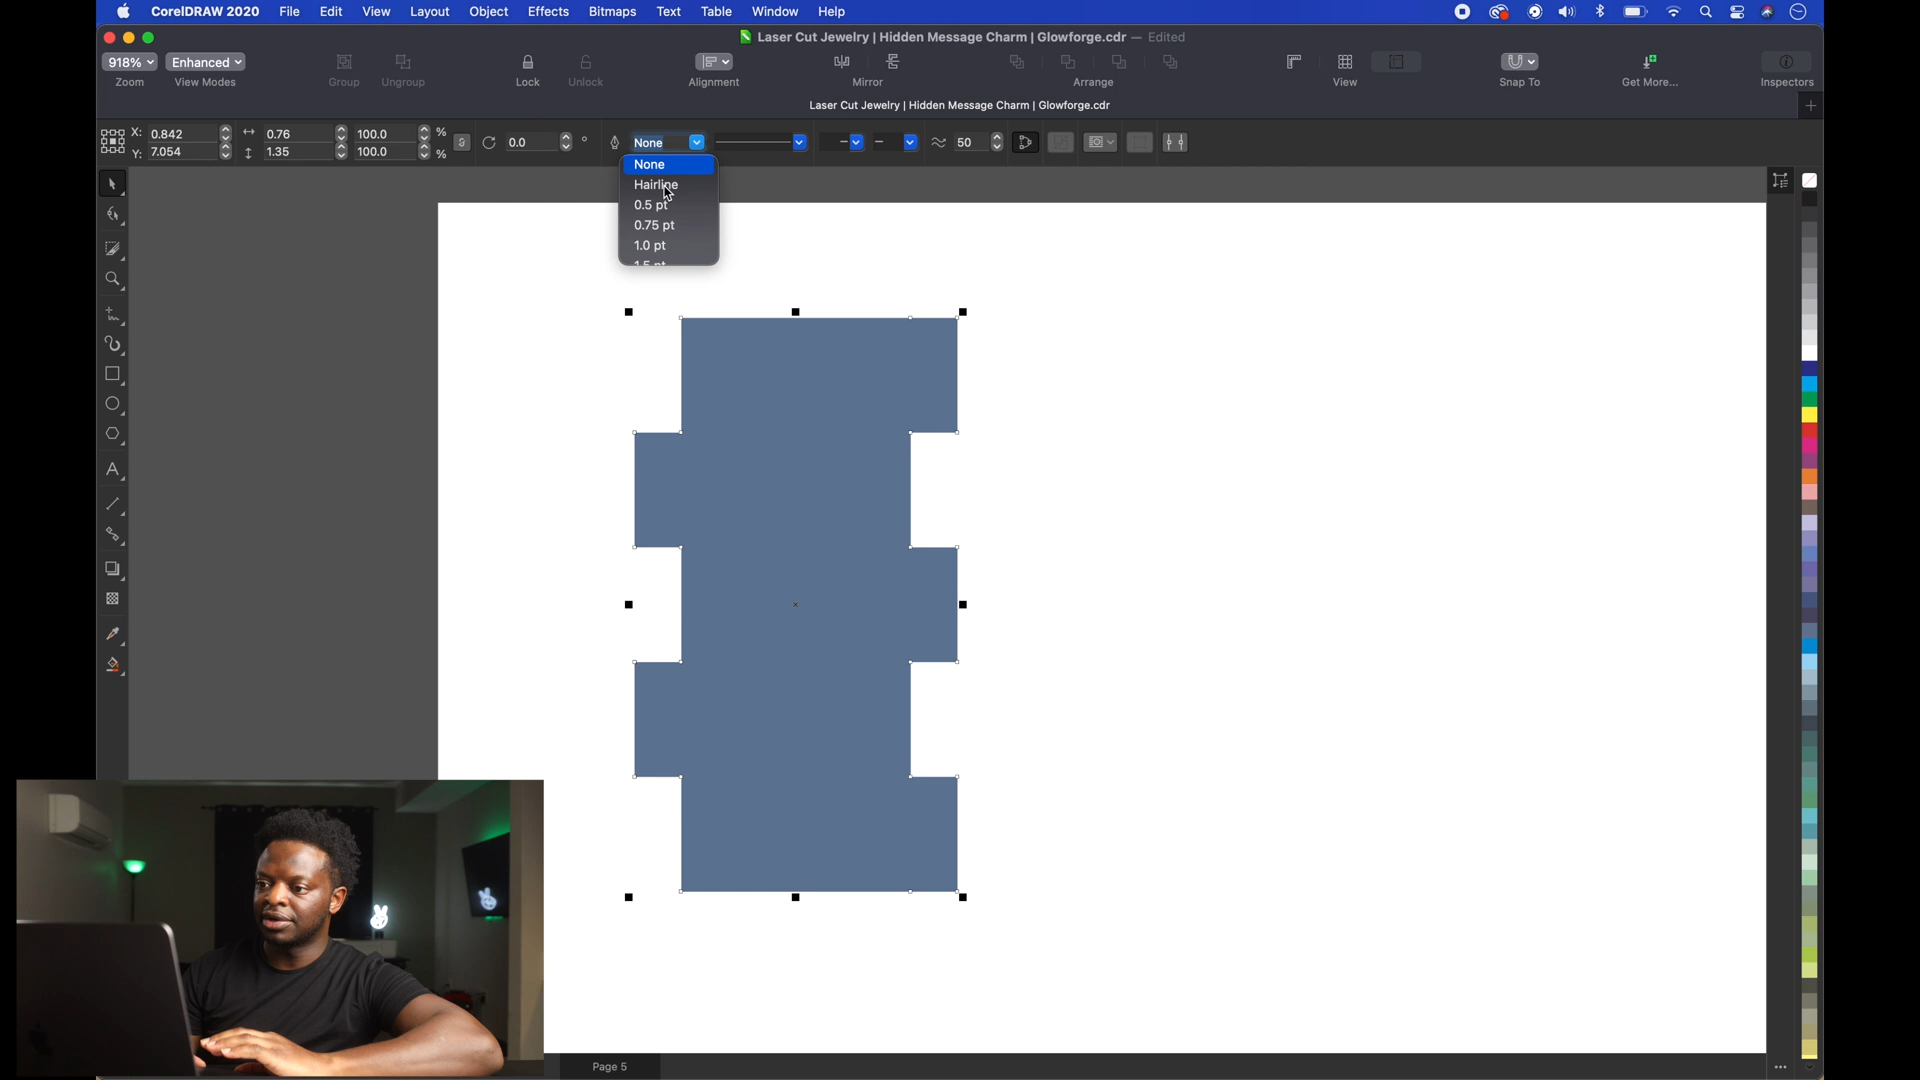 CorelDRAW 2020 File Edit View Layout Object Effects Bitmaps Text Table Window Help
Laser Cut Jewelry | Hidden Message Charm | Glowforge.cdr — Edited
918% Enhanced
Zoom View Modes Group Ungroup Lock Unlock Alignment Mirror Arrange View Snap To Get More... Inspectors
Laser Cut Jewelry | Hidden Message Charm | Glowforge.cdr
X: 0.842 0.76 100.0 %
Y: 7.054 1.35 100.0 %
0.0 °
None
50
None
Hairline
0.5 pt
0.75 pt
1.0 pt
1.5 pt
Page 5